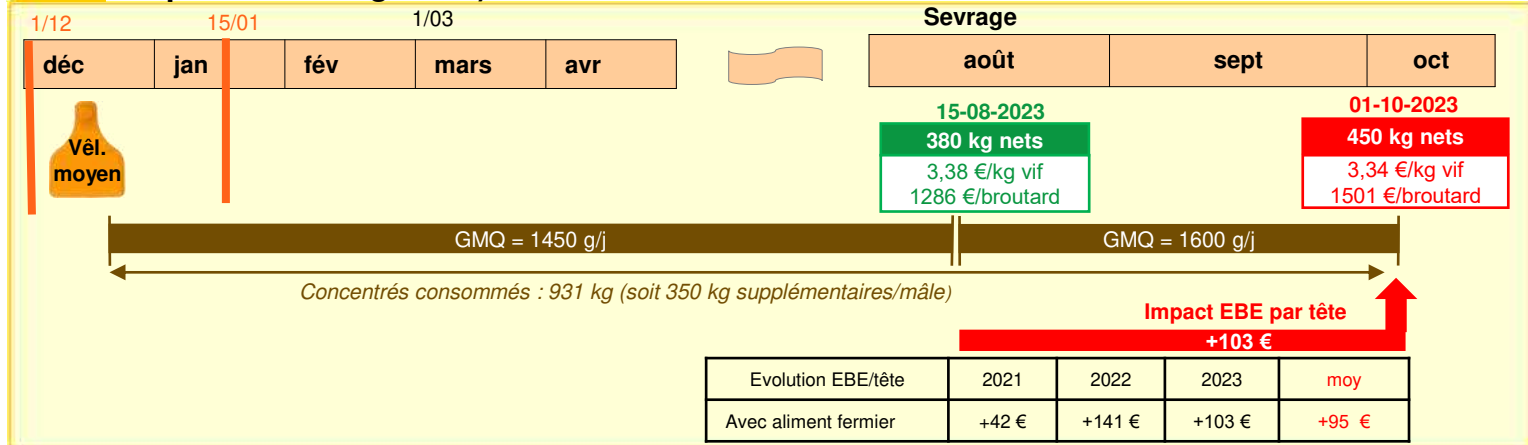 1/12
15/01
1/03
Sevrage
déc
jan
fév
mars
avr
août
sept
oct
Vêl.
moyen
15-08-2023
380 kg nets
3,38 €/kg vif
1286 €/broutard
01-10-2023
450 kg nets
3,34 €/kg vif
1501 €/broutard
GMQ = 1450 g/j
GMQ = 1600 g/j
Concentrés consommés : 931 kg (soit 350 kg supplémentaires/mâle)
Impact EBE par tête
+103 €
Evolution EBE/tête 2021 2022 2023 moy
Avec aliment fermier +42 € +141 € +103 € +95 €